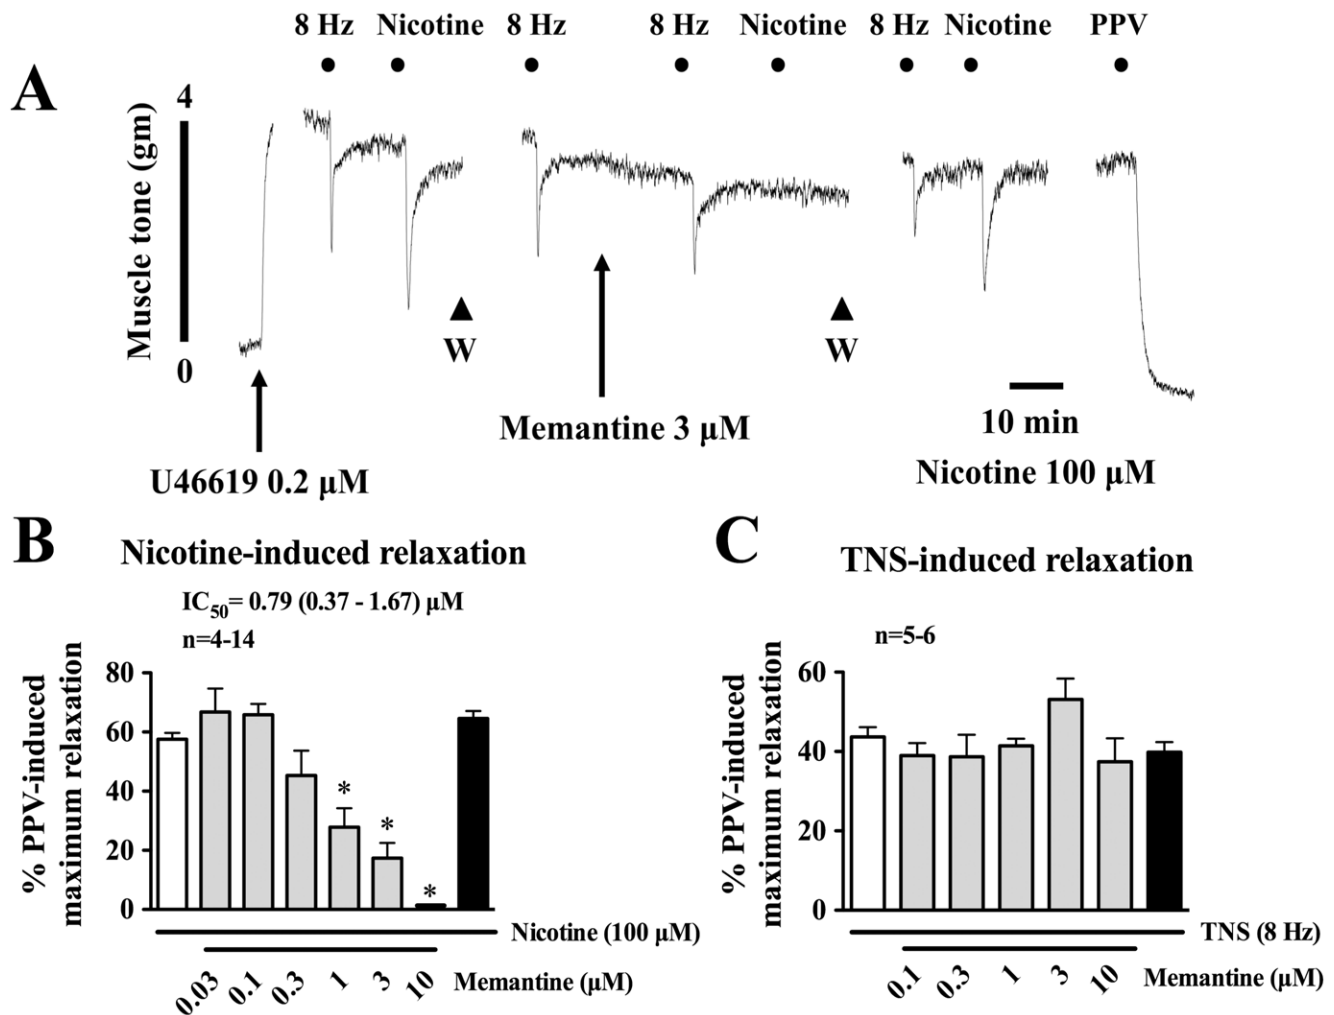 8 Hz Nicotine 8 Hz 8 Hz Nicotine 8 Hz Nicotine PPV
A
4
Muscle tone (gm)
0
W
W
Memantine 3 μM
10 min
U46619 0.2 μM
Nicotine 100 μM
B
Nicotine-induced relaxation
IC50= 0.79 (0.37 - 1.67) μM
n=4-14
% PPV-induced
maximum relaxation
80
60
40
20
0
* * *
Nicotine (100 μM)
0.03 0.1 0.3 1 3 10 Memantine (μM)
C
TNS-induced relaxation
n=5-6
% PPV-induced
maximum relaxation
60
40
20
0
TNS (8 Hz)
0.1 0.3 1 3 10 Memantine (μM)